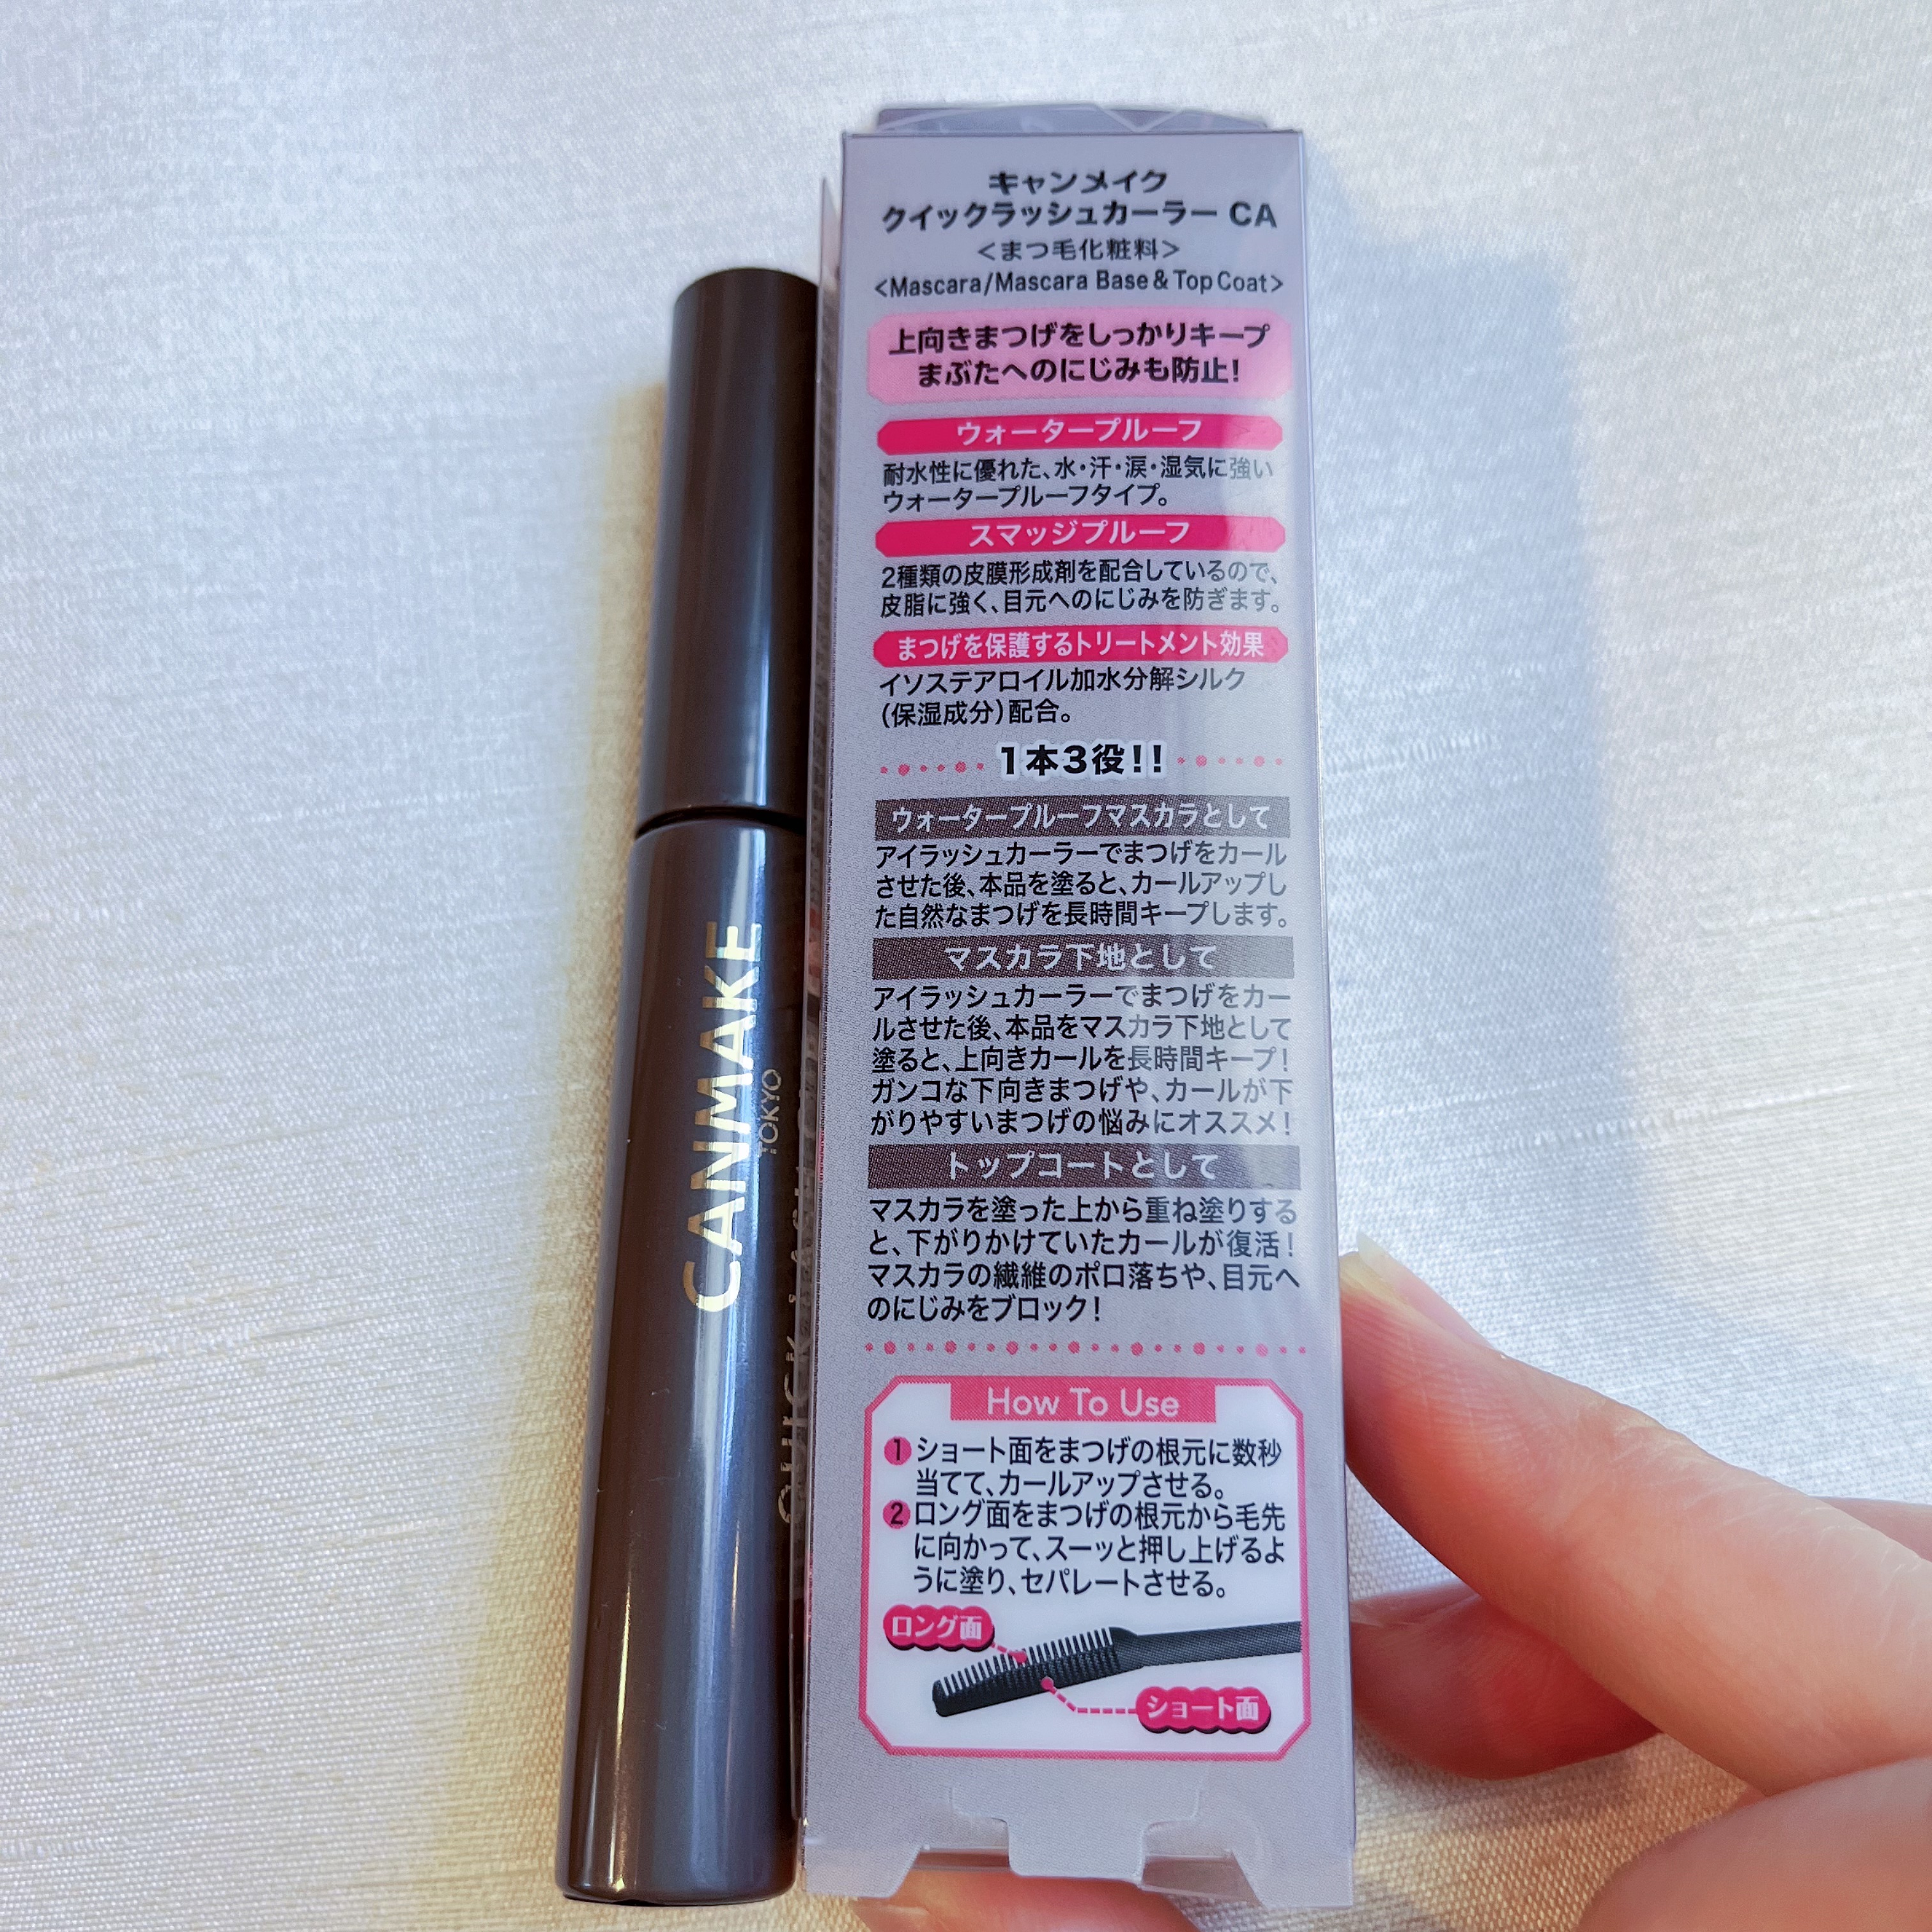 CANMAKE
TOKYO
キャンメイク
クイックラッシュカーラー CA
<まつ毛化粧料>
<Mascara/Mascara Base & Top Coat>
上向きまつげをしっかりキープ
まぶたへのにじみも防止!
ウォータープルーフ
耐水性に優れた、水・汗・涙・湿気に強い
ウォータープルーフタイプ。
スマッジプルーフ
2種類の皮膜形成剤を配合しているので、
皮脂に強く、目元へのにじみを防ぎます。
まつげを保護するトリートメント効果
イソステアロイル加水分解シルク
(保湿成分)配合。
1本3役!!
ウォータープルーフマスカラとして
アイラッシュカーラーでまつげをカール
させた後、本品を塗ると、カールアップし
た自然なまつげを長時間キープします。
マスカラ下地として
アイラッシュカーラーでまつげをカー
ルさせた後、本品をマスカラ下地として
塗ると、上向きカールを長時間キープ!
ガンコな下向きまつげや、カールが下
がりやすいまつげの悩みにオススメ!
トップコートとして
マスカラを塗った上から重ね塗りする
と、下がりかけていたカールが復活!
マスカラの繊維のポロ落ちや、目元へ
のにじみをブロック!
How To Use
1 ショート面をまつげの根元に数秒
当てて、カールアップさせる。
2 ロング面をまつげの根元から毛先
に向かって、スーッと押し上げるよ
うに塗り、セパレートさせる。
ロング面
ショート面